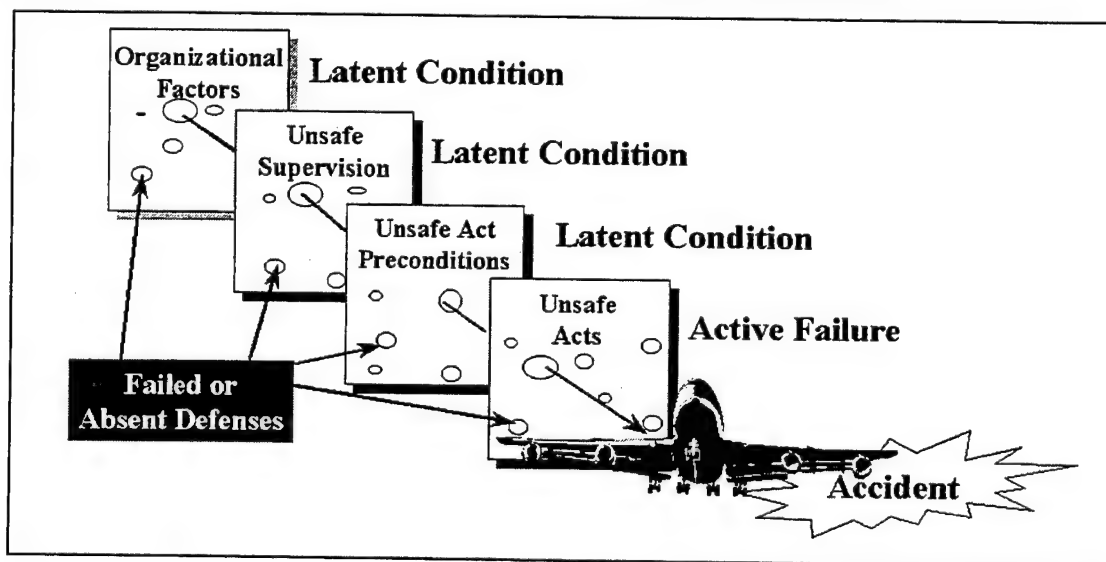 Organizational
Factors
Latent Condition
Unsafe
Supervision
Latent Condition
Unsafe Act
Preconditions
Latent Condition
Unsafe
Acts
Active Failure
Failed or
Absent Defenses
Accident